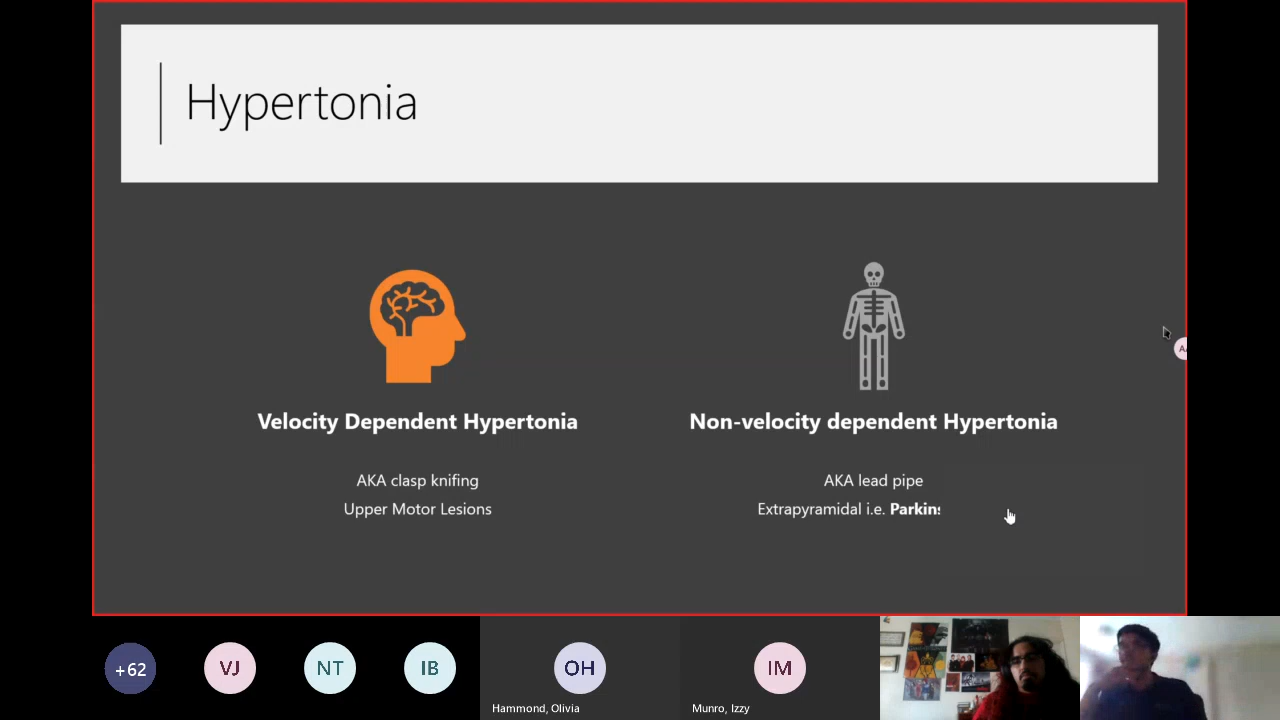 Hypertonia
Velocity Dependent Hypertonia
AKA clasp knifing
Upper Motor Lesions
Non-velocity dependent Hypertonia
AKA lead pipe
Extrapyramidal i.e. Parkins
A
+62
VJ
NT
IB
OH
IM
Hammond, Olivia
Munro, Izzy